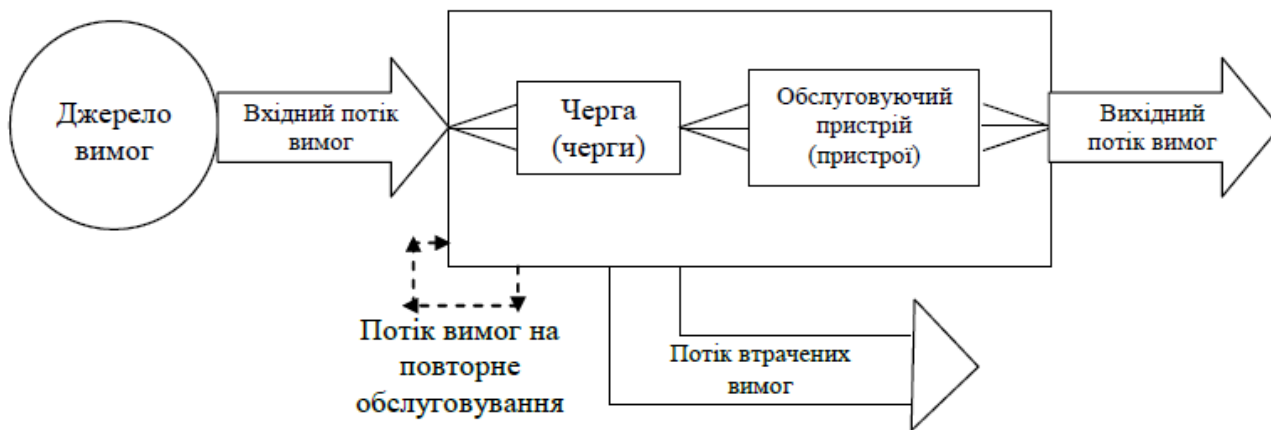 Джерело
вимог
Вхідний потік
вимог
Черга
(черги)
Обслуговуючий
пристрій
(пристрої)
Вихідний
потік вимог
Потік вимог на
повторне
обслуговування
Потік втрачених
вимог